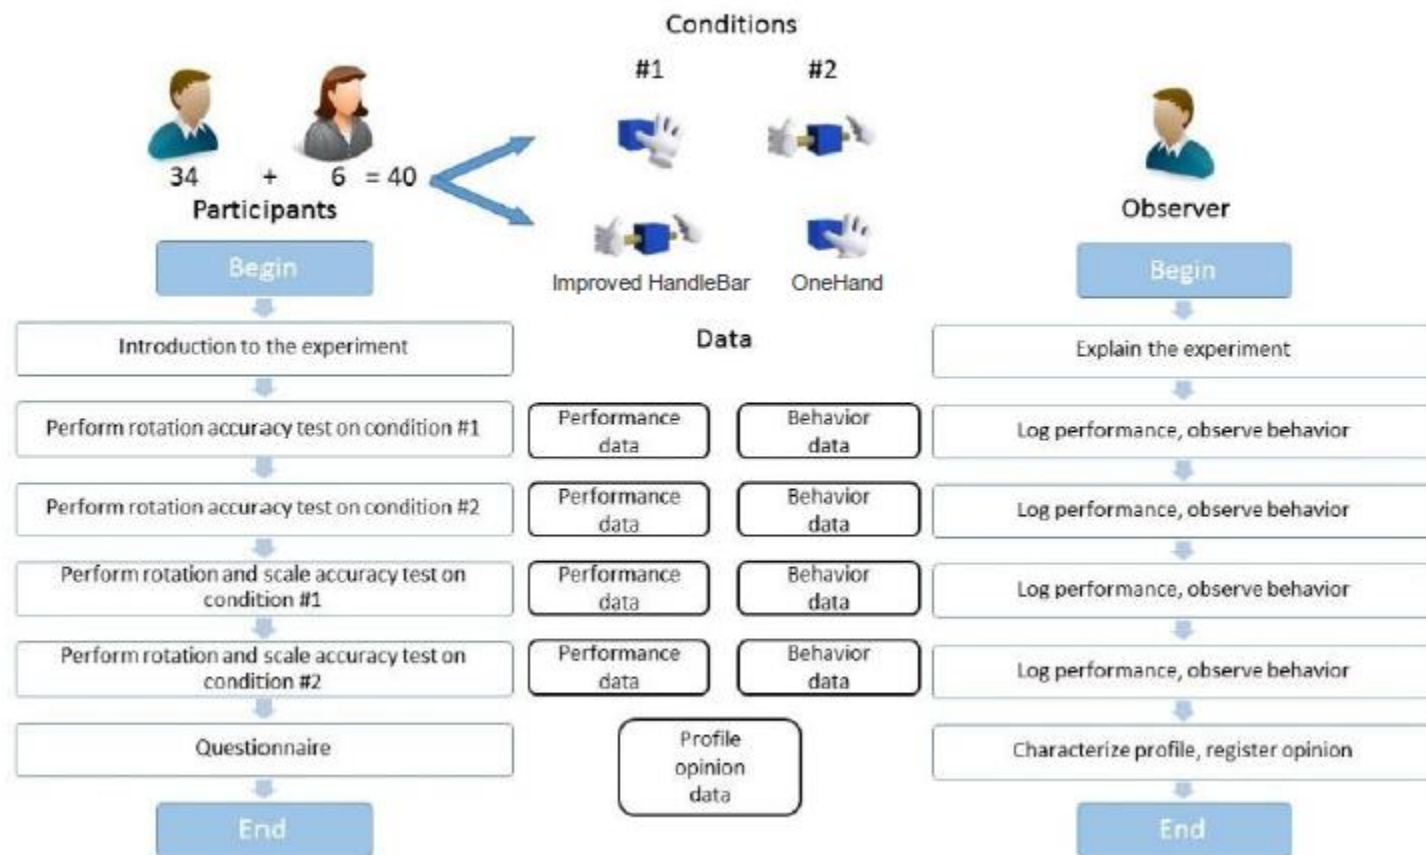 Conditions
#1 #2
34 + 6 = 40
Participants
Observer
Improved HandleBar OneHand
Data
Begin
Introduction to the experiment
Perform rotation accuracy test on condition #1
Perform rotation accuracy test on condition #2
Perform rotation and scale accuracy test on
condition #1
Perform rotation and scale accuracy test on
condition #2
Questionnaire
End
Performance
data
Behavior
data
Performance
data
Behavior
data
Performance
data
Behavior
data
Performance
data
Behavior
data
Profile
opinion
data
Begin
Explain the experiment
Log performance, observe behavior
Log performance, observe behavior
Log performance, observe behavior
Log performance, observe behavior
Characterize profile, register opinion
End